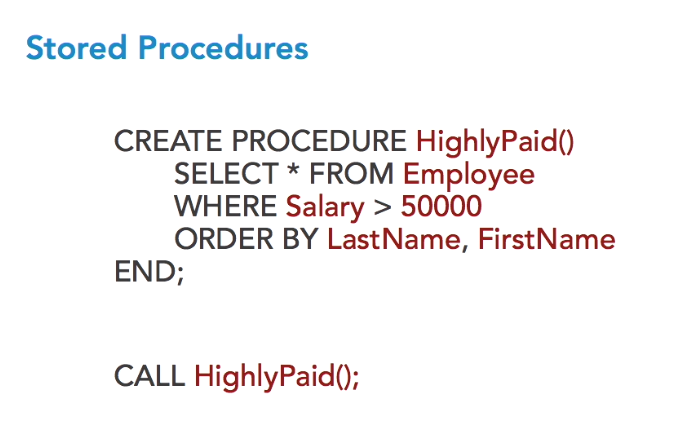 Stored Procedures
CREATE PROCEDURE HighlyPaid()
SELECT * FROM Employee
WHERE Salary > 50000
ORDER BY LastName, FirstName
END;
CALL HighlyPaid();